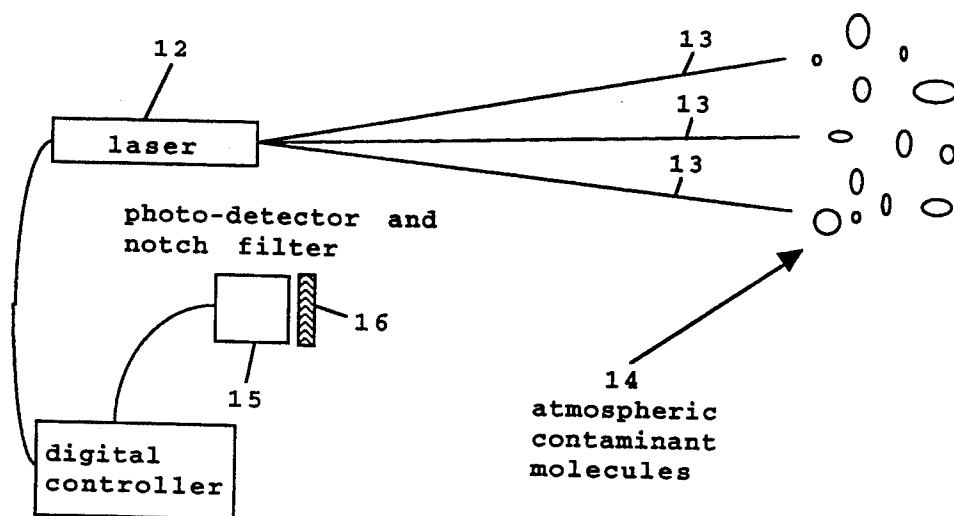 12
13
laser
13
13
photo-detector and
notch filter
16
15
14
atmospheric
contaminant
molecules
digital
controller